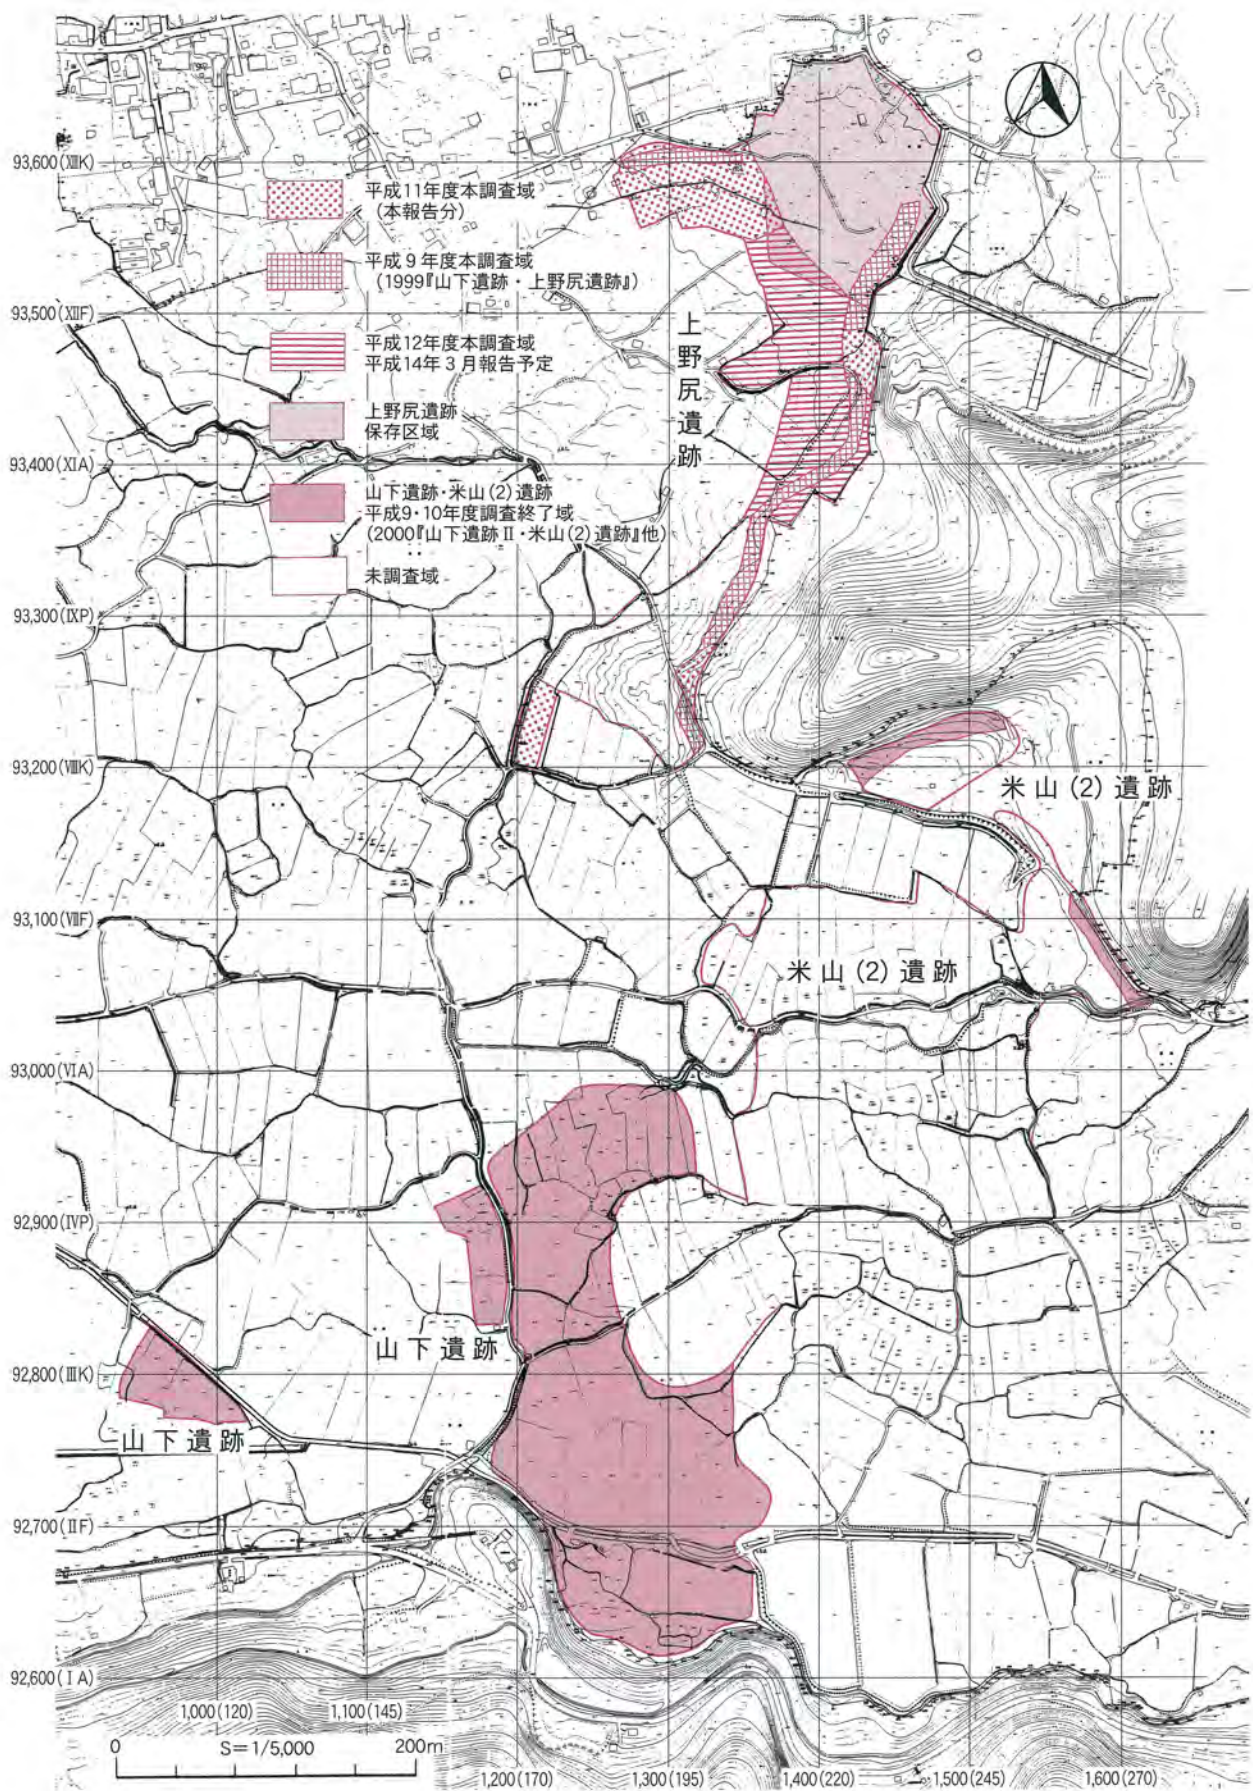 93,600(ⅩⅢK)
平成11年度本調査域
(本報告分)
平成9年度本調査域
(1999『山下遺跡・上野尻遺跡』)
93,500(ⅩⅡF)
平成12年度本調査域
平成14年3月報告予定
上野尻遺跡
上野尻遺跡
保存区域
93,400(ⅩⅠA)
山下遺跡・米山(2)遺跡
平成9・10年度調査終了域
(2000『山下遺跡Ⅱ・米山(2)遺跡』他)
未調査域
93,300(ⅨP)
93,200(ⅧK)
米山(2)遺跡
93,100(ⅦF)
米山(2)遺跡
93,000(ⅥA)
92,900(ⅣP)
山下遺跡
92,800(ⅢK)
山下遺跡
92,700(ⅡF)
92,600(ⅠA)
1,000(120)
1,100(145)
0
S=1/5,000
200m
1,200(170)
1,300(195)
1,400(220)
1,500(245)
1,600(270)